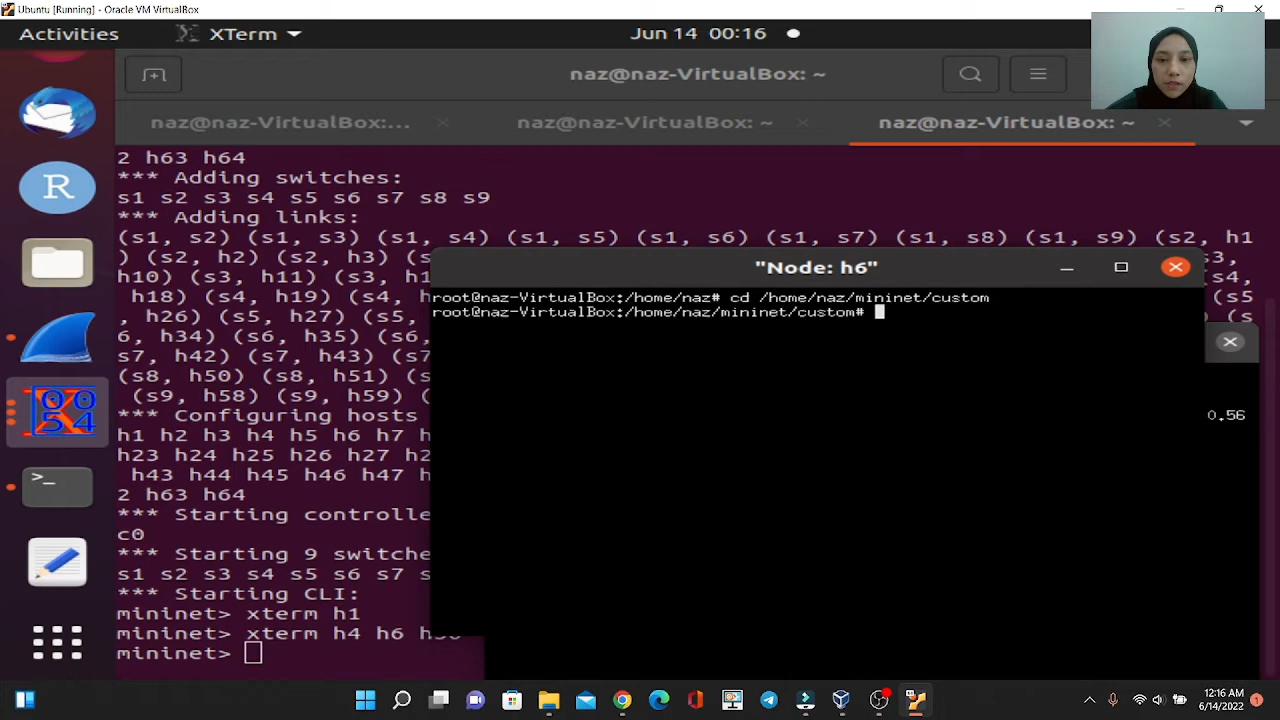 Ubuntu [Running] - Oracle VM VirtualBox
Activities XTerm Jun 14 00:16
naz@naz-VirtualBox: ~
naz@naz-VirtualBox:... naz@naz-VirtualBox: ~ naz@naz-VirtualBox: ~
2 h63 h64
*** Adding switches:
s1 s2 s3 s4 s5 s6 s7 s8 s9
*** Adding links:
(s1, s2) (s1, s3) (s1, s4) (s1, s5) (s1, s6) (s1, s7) (s1, s8) (s1, s9) (s2, h1
) (s2, h2) (s2, h3) (s
h10) (s3, h11) (s3, h1
h18) (s4, h19) (s4,
, h26) (s5, h27) (s5,
6, h34) (s6, h35) (s6,
s7, h42) (s7, h43) (s7
(s8, h50) (s8, h51) (s
(s9, h58) (s9, h59) (
*** Configuring hosts
h1 h2 h3 h4 h5 h6 h7 h
h23 h24 h25 h26 h27 h2
h43 h44 h45 h46 h47 h
2 h63 h64
*** Starting controlle
c0
*** Starting 9 switche
s1 s2 s3 s4 s5 s6 s7 s
*** Starting CLI:
mininet> xterm h1
mininet> xterm h4 h6
mininet>
"Node: h6"
root@naz-VirtualBox:/home/naz# cd /home/naz/mininet/custom
root@naz-VirtualBox:/home/naz/mininet/custom#
s3,
s4,
(s5
(s
0.56
R
12:16 AM
6/14/2022